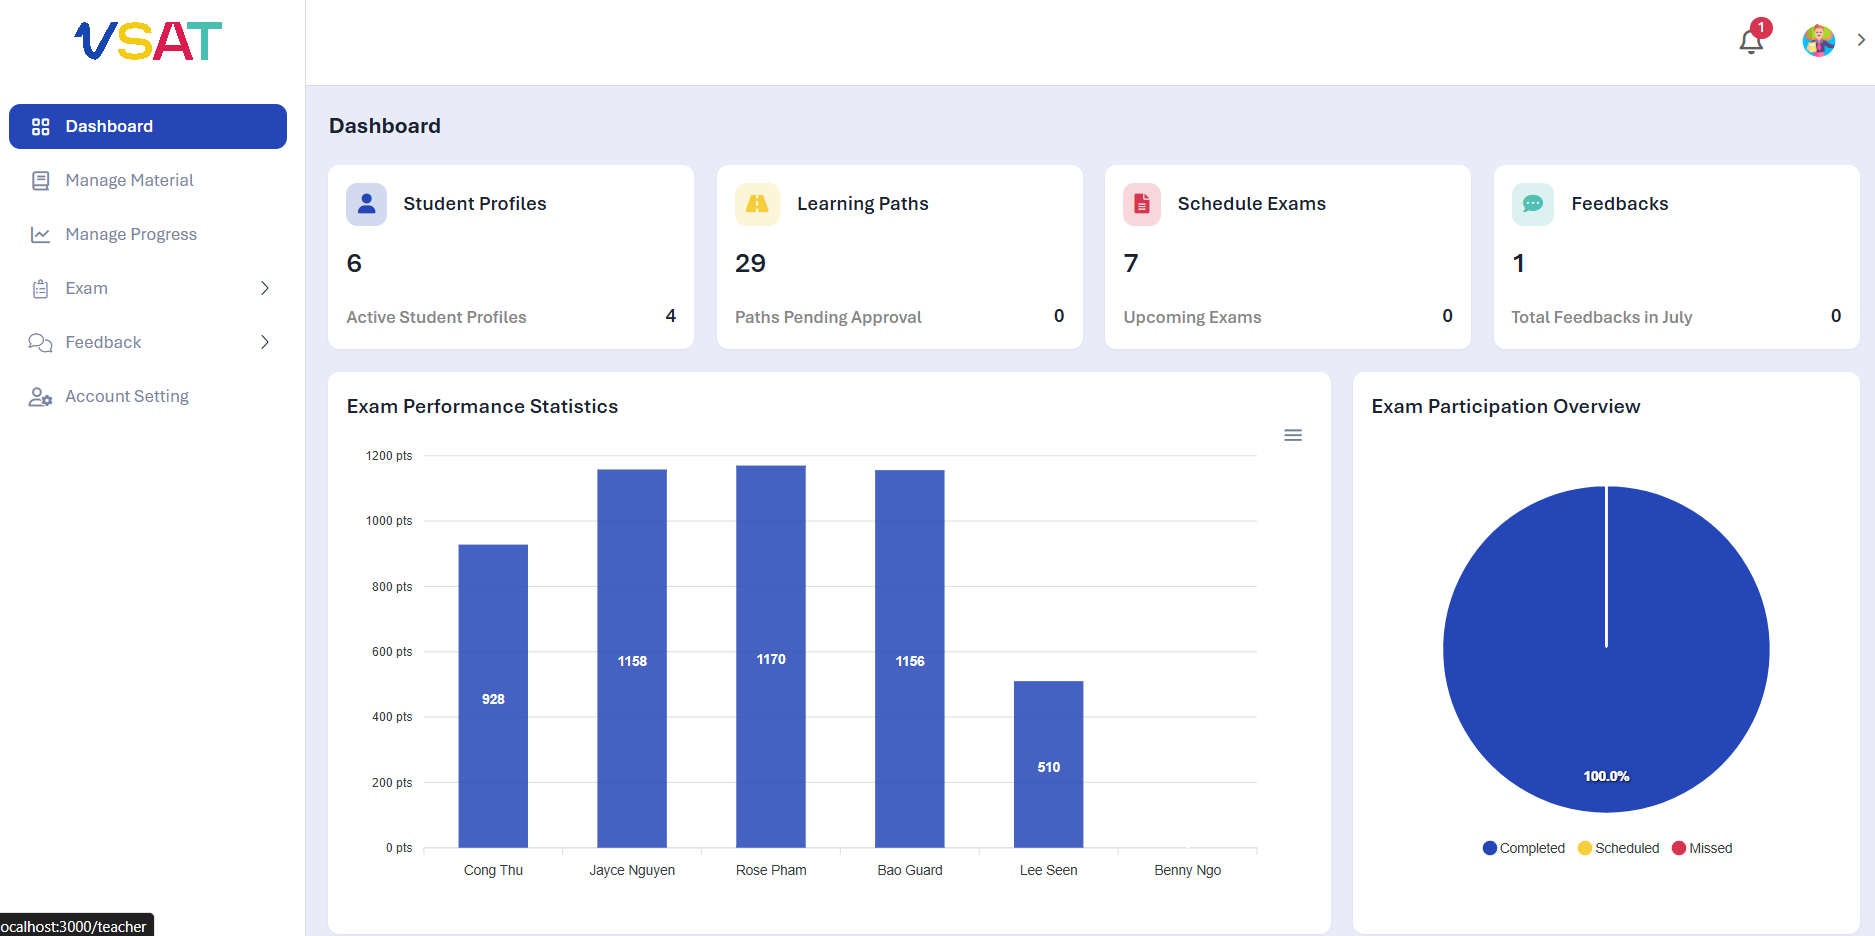 VSAT
1
Dashboard
Manage Material
Manage Progress
Exam
Feedback
Account Setting
Dashboard
Student Profiles
6
Active Student Profiles 4
Learning Paths
29
Paths Pending Approval 0
Schedule Exams
7
Upcoming Exams 0
Feedbacks
1
Total Feedbacks in July 0
Exam Performance Statistics
1200 pts
1000 pts
800 pts
600 pts
400 pts
200 pts
0 pts
928
1158
1170
1156
510
Cong Thu
Jayce Nguyen
Rose Pham
Bao Guard
Lee Seen
Benny Ngo
Exam Participation Overview
100.0%
Completed Scheduled Missed
ocalhost:3000/teacher